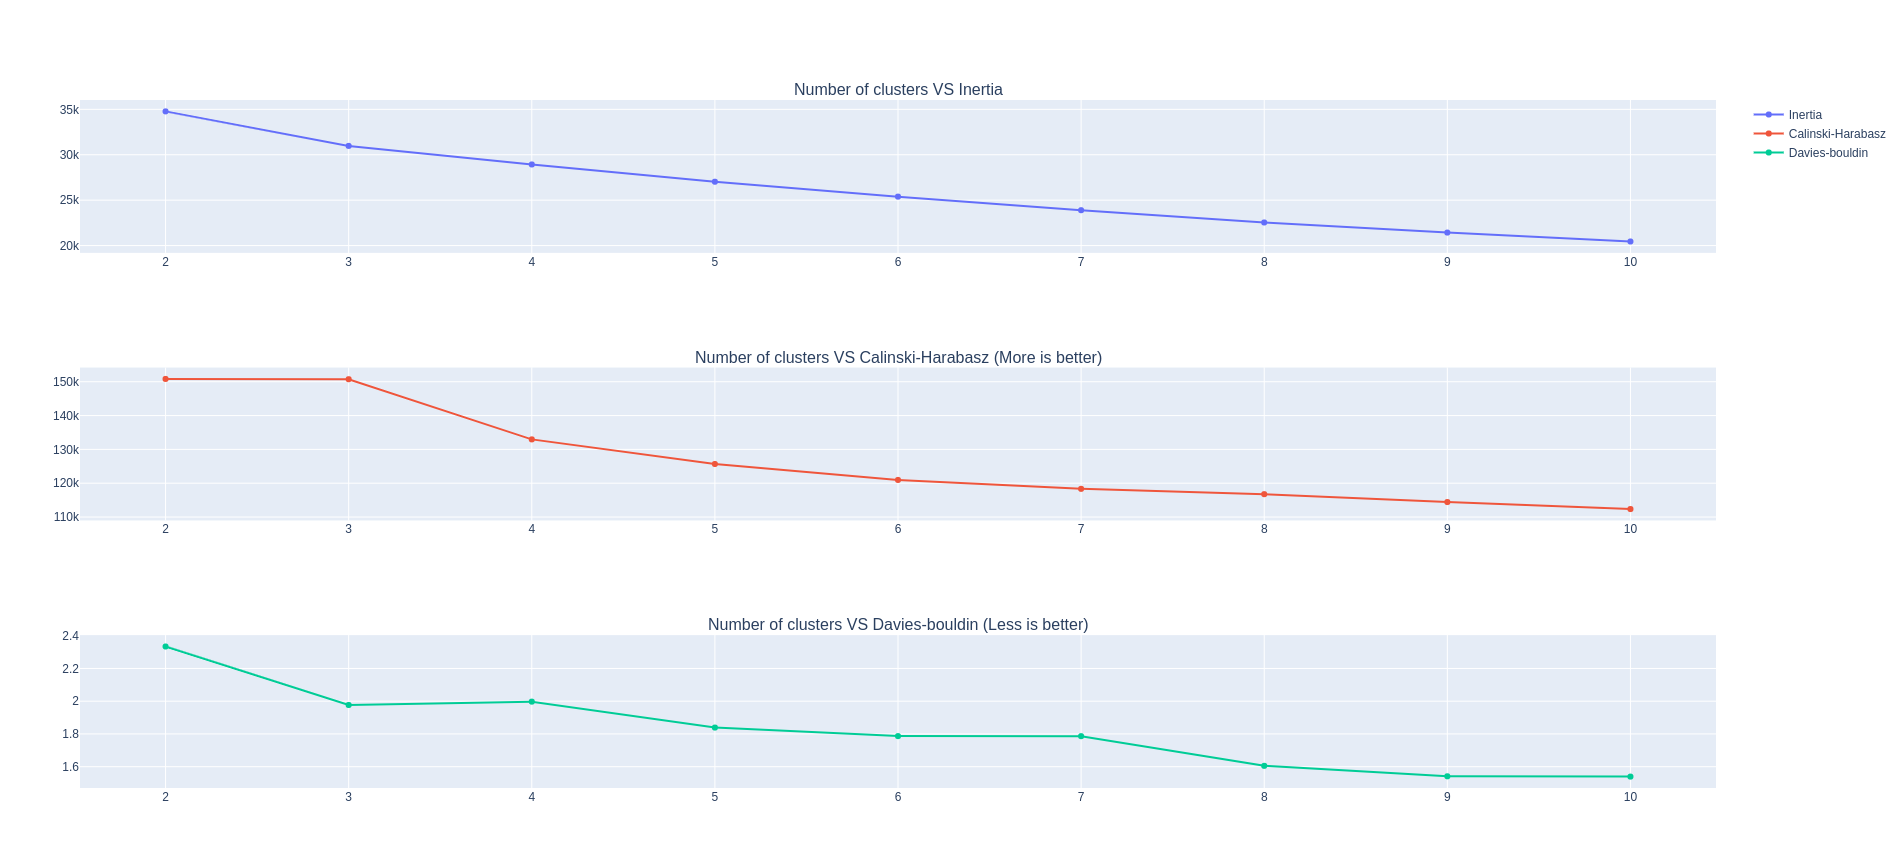 Number of clusters VS Inertia
35k
30k
25k
20k
2 3 4 5 6 7 8 9 10
Inertia
Calinski-Harabasz
Davies-bouldin
Number of clusters VS Calinski-Harabasz (More is better)
150k
140k
130k
120k
110k
2 3 4 5 6 7 8 9 10
Number of clusters VS Davies-bouldin (Less is better)
2.4
2.2
2
1.8
1.6
2 3 4 5 6 7 8 9 10